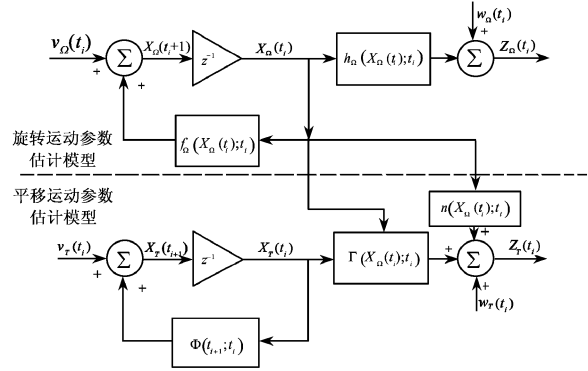 w_Ω(t_i)
v_Ω(t_i) X_Ω(t_i+1) X_Ω(t_i) Z_Ω(t_i)
+ Σ + z⁻¹ h_Ω(X_Ω(t_i);t_i) + Σ
旋转运动参数
估计模型
f_Ω(X_Ω(t_i);t_i)
平移运动参数
估计模型
n(X_Ω(t_i);t_i)
v_T(t_i) X_T(t_{i+1}) X_T(t_i) + Z_T(t_i)
+ Σ + z⁻¹ Γ(X_Ω(t_i);t_i) + Σ +
w_T(t_i)
Φ(t_{i+1};t_i)